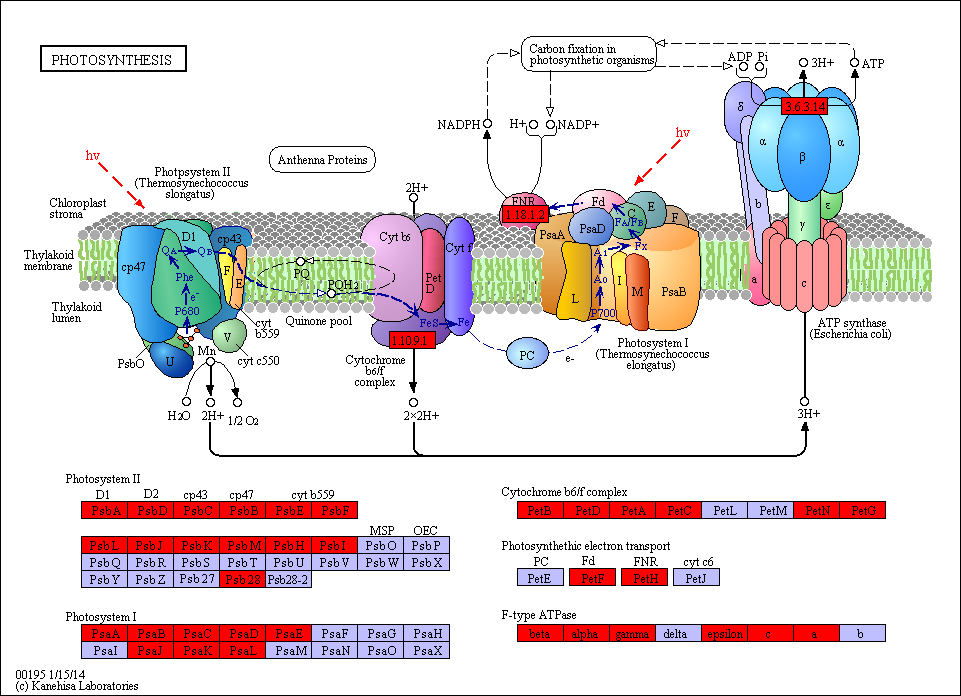 PHOTOSYNTHESIS
Carbon fixation in
photosynthetic organisms
ADP Pi
3H+
ATP
3.6.3.14
NADPH
H+
NADP+
hν
hν
Anthenna Proteins
Photpsystem II
(Thermosynechococcus
elongatus)
2H+
Chloroplast
stroma
Thylakoid
membrane
Thylakoid
lumen
D1
cp43
cp47
QA
QB
F
E
Phe
e-
P680
PsbO
U
V
Mn
cyt
b559
cyt c550
PQ
PQH2
Quinone pool
Cyt b6
Pet
D
Cyt f
FeS
Fe
1.10.9.1
Cytochrome
b6/f
complex
FNR
1.18.1.2
Fd
PsaA
PsaD
C
E
F
FA/FB
FX
A1
A0
P700
L
I
M
PsaB
PC
e-
Photosystem I
(Thermosynechococcus
elongatus)
δ
α
β
α
b
ε
γ
a
c
ATP synthase
(Escherichia coli)
H2O
2H+
1/2 O2
2×2H+
3H+
Photosystem II
D1 D2 cp43 cp47 cyt b559
PsbA PsbD PsbC PsbB PsbE PsbF
MSP OEC
PsbL PsbJ PsbK PsbM PsbH PsbI PsbO PsbP
PsbQ PsbR PsbS PsbT PsbU PsbV PsbW PsbX
PsbY PsbZ Psb27 Psb28 Psb28-2
Photosystem I
PsaA PsaB PsaC PsaD PsaE PsaF PsaG PsaH
PsaI PsaJ PsaK PsaL PsaM PsaN PsaO PsaX
Cytochrome b6/f complex
PetB PetD PetA PetC PetL PetM PetN PetG
Photosynthethic electron transport
PC Fd FNR cyt c6
PetE PetF PetH PetJ
F-type ATPase
beta alpha gamma delta epsilon c a b
00195 1/15/14
(c) Kanehisa Laboratories